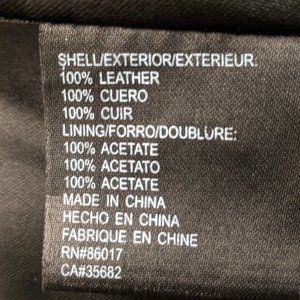 SHELL/EXTERIOR/EXTERIEUR:
100% LEATHER
100% CUERO
100% CUIR
LINING/FORRO/DOUBLURE:
100% ACETATE
100% ACETATO
100% ACETATE
MADE IN CHINA
HECHO EN CHINA
FABRIQUE EN CHINE
RN#86017
CA#35682